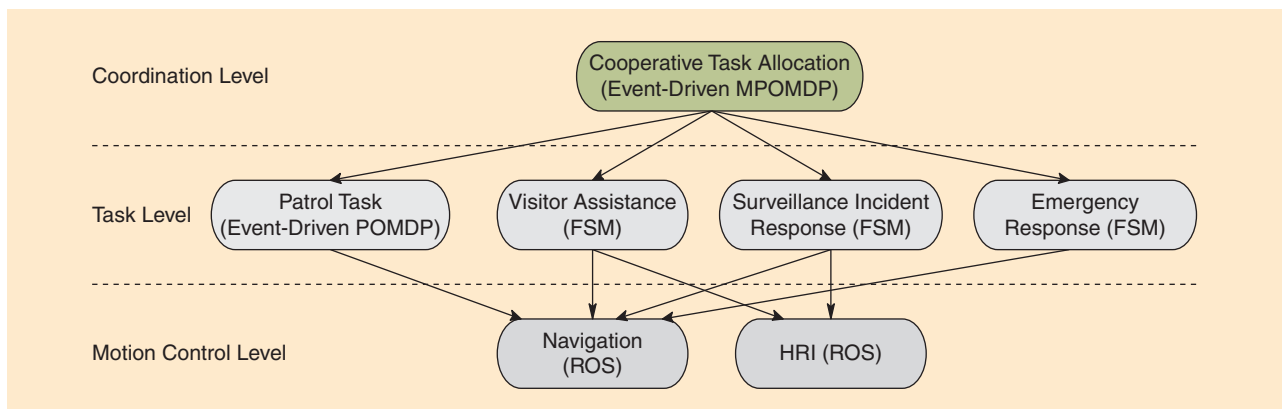 Coordination Level
Cooperative Task Allocation
(Event-Driven MPOMDP)
Task Level
Patrol Task
(Event-Driven POMDP)
Visitor Assistance
(FSM)
Surveillance Incident
Response (FSM)
Emergency
Response (FSM)
Motion Control Level
Navigation
(ROS)
HRI (ROS)